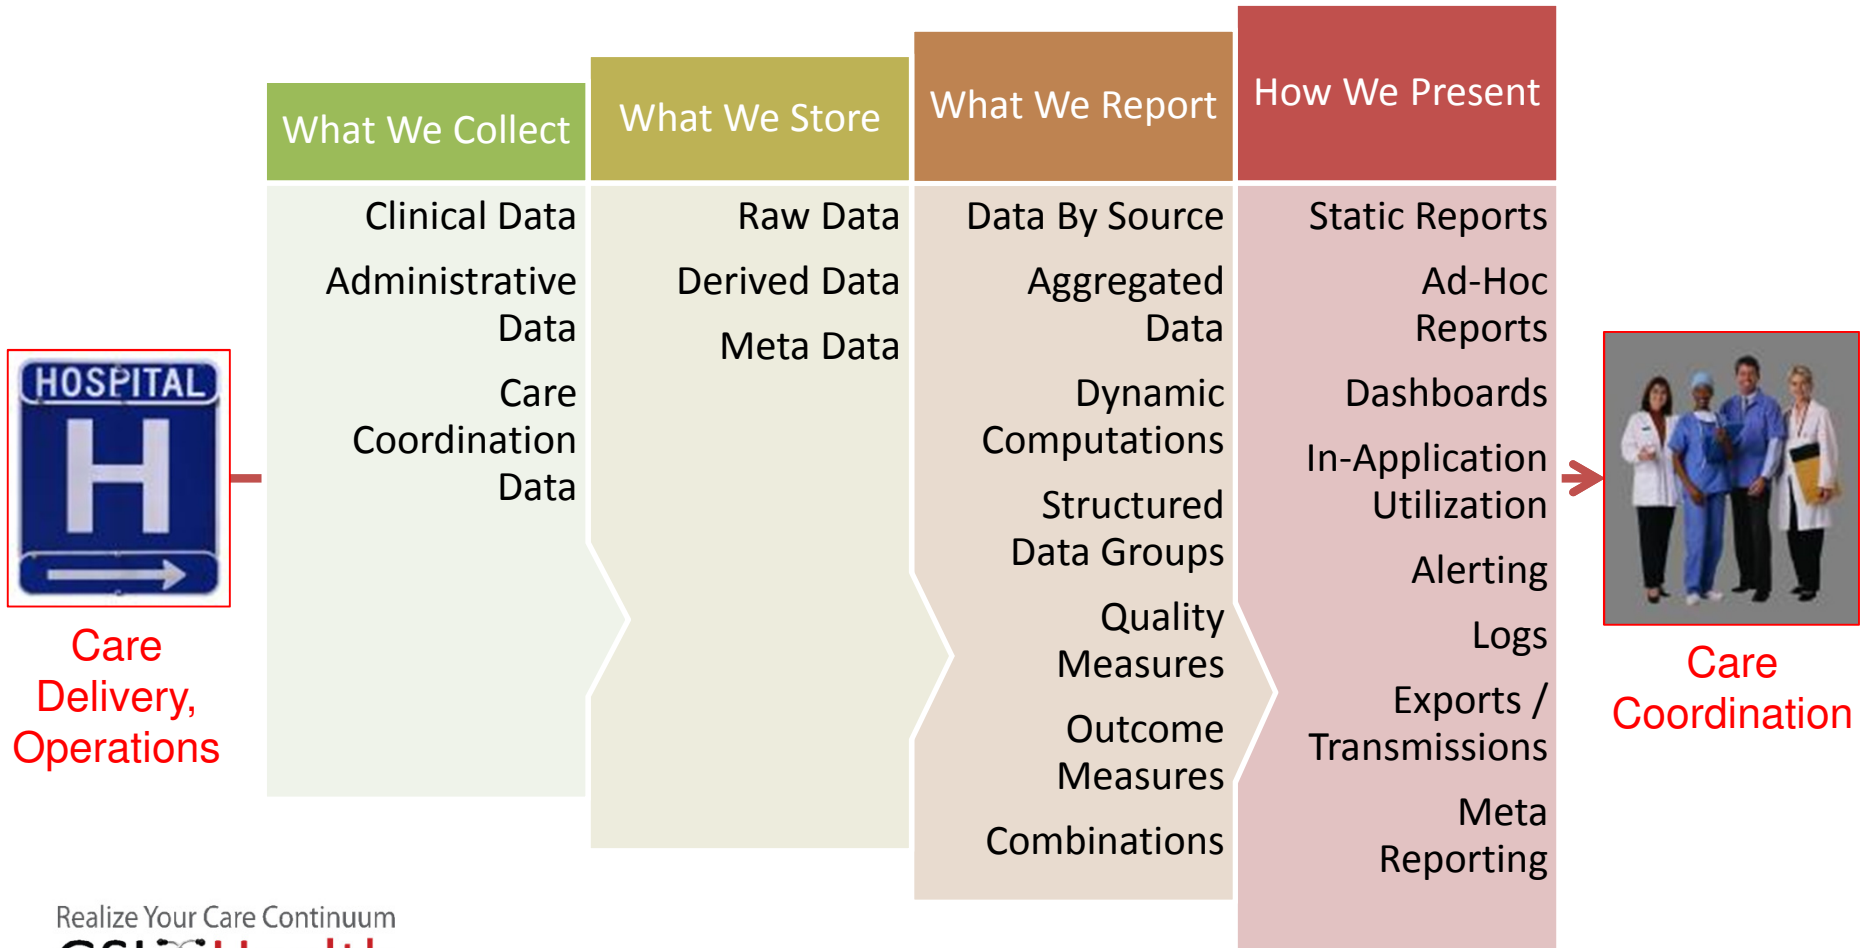 What We Collect
What We Store
What We Report
How We Present
Clinical Data
Administrative
Data
Care
Coordination
Data
Raw Data
Derived Data
Meta Data
Data By Source
Aggregated
Data
Dynamic
Computations
Structured
Data Groups
Quality
Measures
Outcome
Measures
Combinations
Static Reports
Ad-Hoc
Reports
Dashboards
In-Application
Utilization
Alerting
Logs
Exports /
Transmissions
Meta
Reporting
HOSPITAL
H
Care
Delivery,
Operations
Care
Coordination
Realize Your Care Continuum
GSI Health